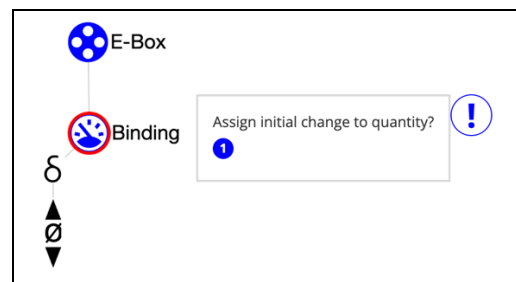 E-Box
Binding
Assign initial change to quantity?
1
!
δ
Ø